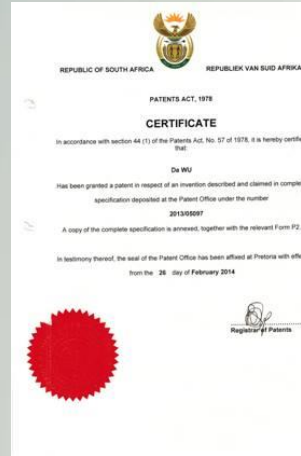 REPUBLIC OF SOUTH AFRICA REPUBLIEK VAN SUID AFRIKA
PATENTS ACT, 1978
CERTIFICATE
In accordance with section 44 (1) of the Patents Act, No. 57 of 1978, it is hereby certifie
that:
Da WU
Has been granted a patent in respect of an invention described and claimed in complet
specification deposited at the Patent Office under the number
2013/05097
A copy of the complete specification is annexed, together with the relevant Form P2.
In testimony thereof, the seal of the Patent Office has been affixed at Pretoria with effe
from the 26 day of February 2014
Registrar of Patents